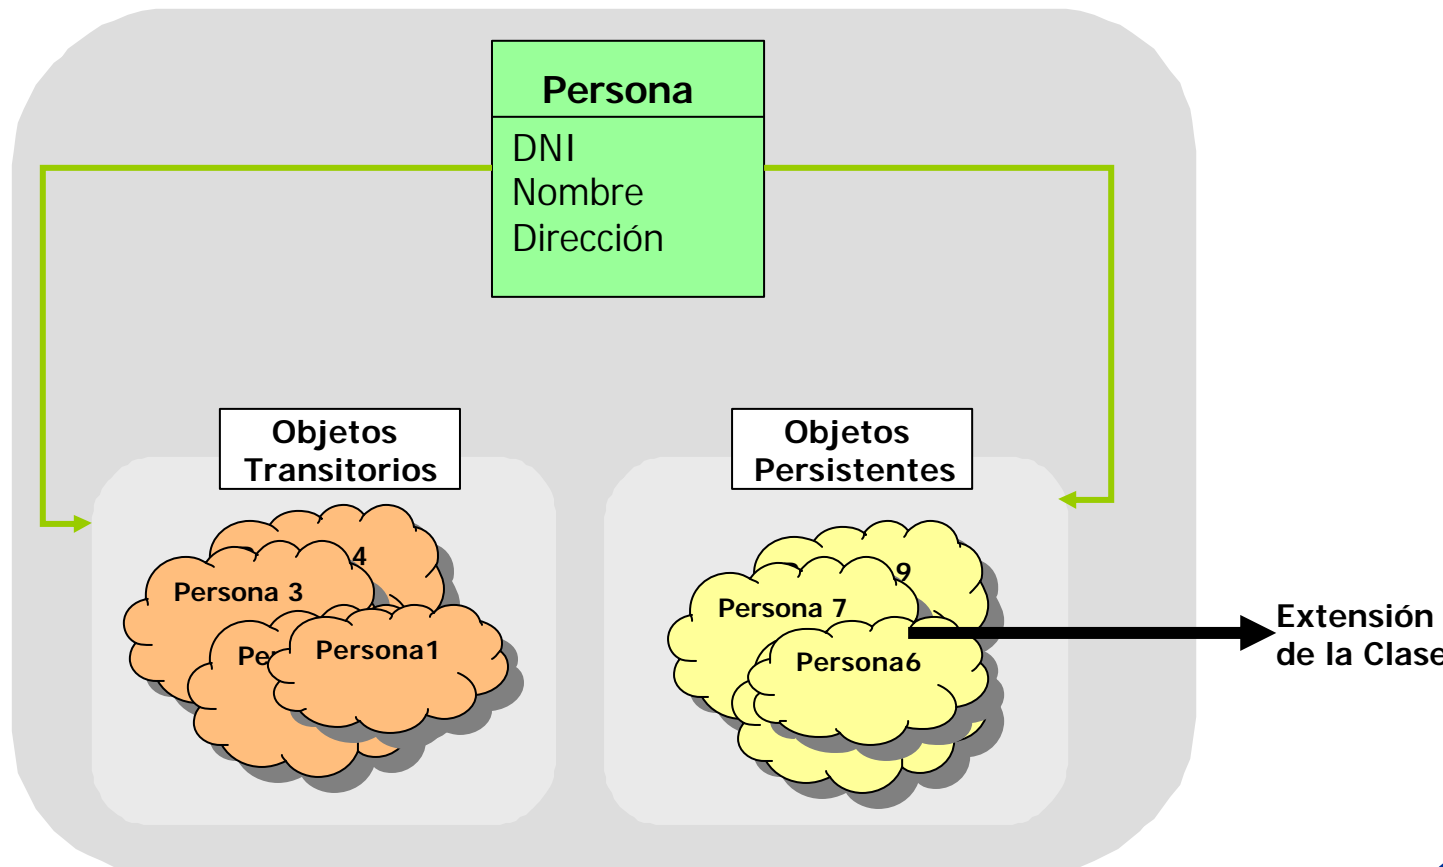 Persona
DNI
Nombre
Dirección
Objetos
Transitorios
Objetos
Persistentes
4
Persona 3
Persona1
9
Persona 7
Persona6
Extensión
de la Clase